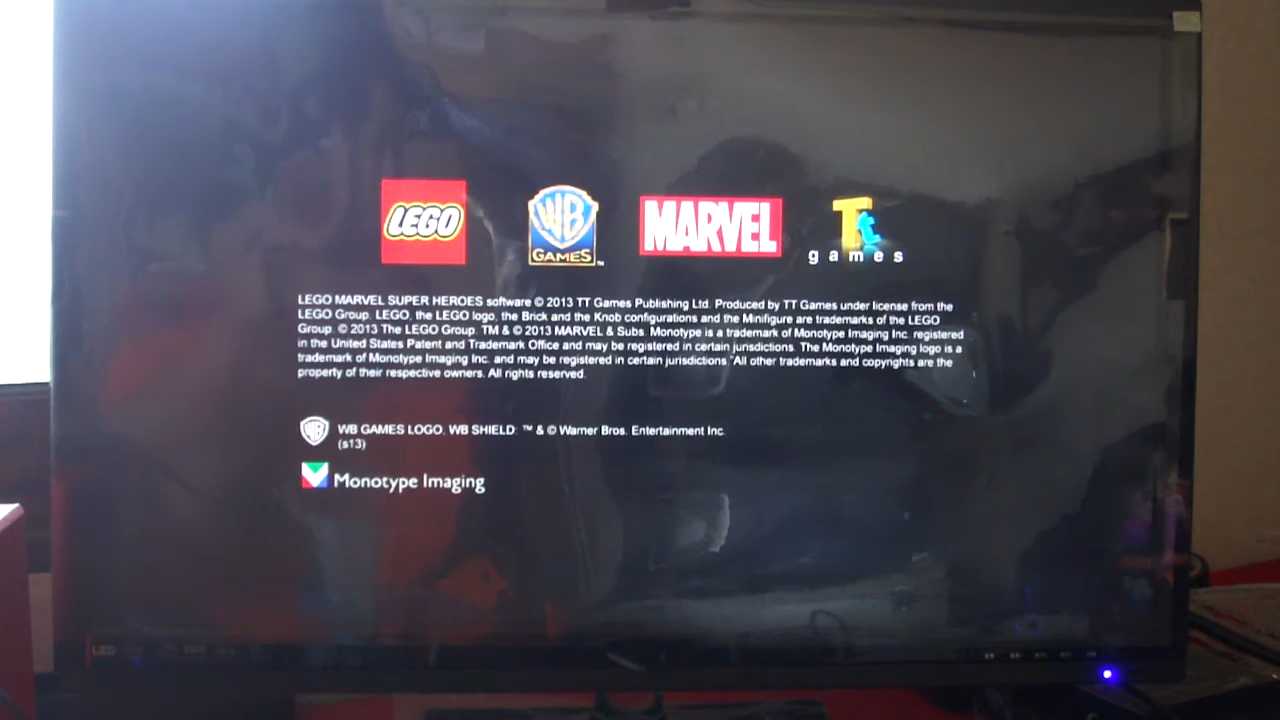 LEGO
WB
GAMES™
MARVEL
Tt
games
LEGO MARVEL SUPER HEROES software © 2013 TT Games Publishing Ltd. Produced by TT Games under license from the
LEGO Group. LEGO, the LEGO logo, the Brick and the Knob configurations and the Minifigure are trademarks of the LEGO
Group. © 2013 The LEGO Group. TM & © 2013 MARVEL & Subs. Monotype is a trademark of Monotype Imaging Inc. registered
in the United States Patent and Trademark Office and may be registered in certain jurisdictions. The Monotype Imaging logo is a
trademark of Monotype Imaging Inc. and may be registered in certain jurisdictions. All other trademarks and copyrights are the
property of their respective owners. All rights reserved.
WB WB GAMES LOGO, WB SHIELD: ™ & © Warner Bros. Entertainment Inc.
(s13)
Monotype Imaging
LED